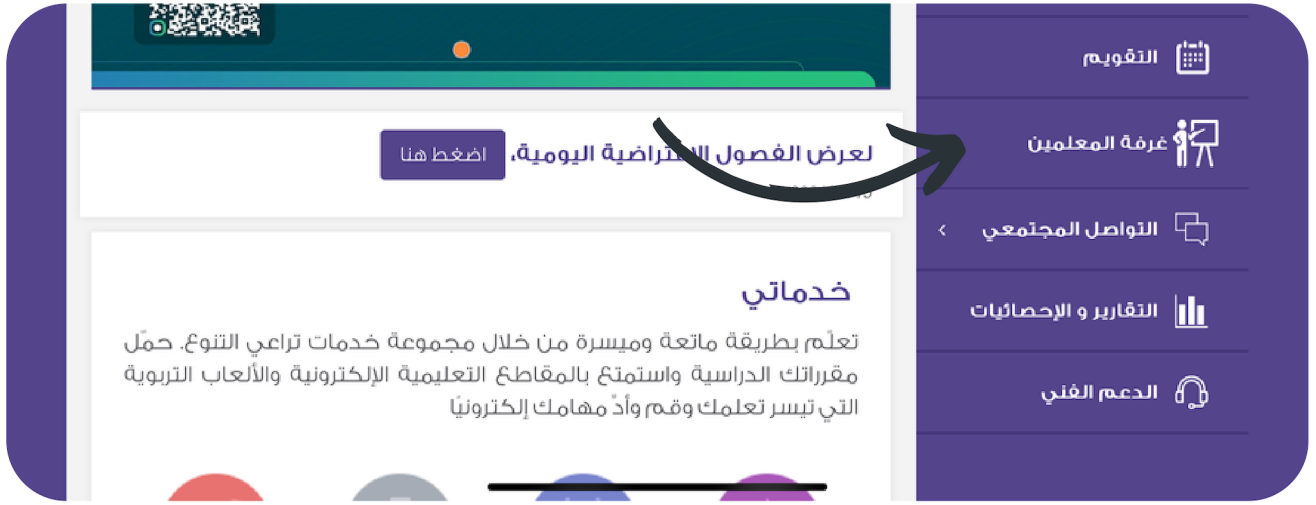 التقويم
غرفة المعلمين
التواصل المجتمعي
التقارير و الإحصائيات
الدعم الفني
لعرض الفصول الافتراضية اليومية، اضغط هنا
خدماتي
تعلّم بطريقة ماتعة وميسرة من خلال مجموعة خدمات تراعي التنوع. حمّل
مقرراتك الدراسية واستمتع بالمقاطع التعليمية الإلكترونية والألعاب التربوية
التي تيسر تعلمك وقم وأدّ مهامك إلكترونيًا